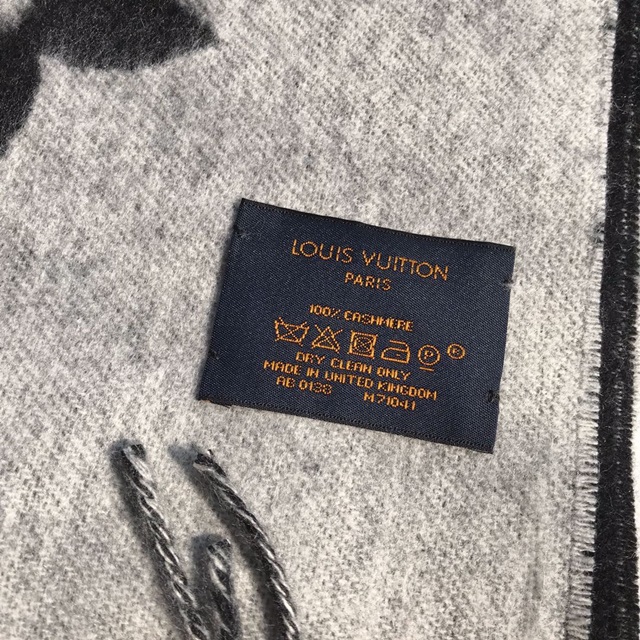 LOUIS VUITTON
PARIS
100% CASHMERE
P
DRY CLEAN ONLY
MADE IN UNITED KINGDOM
AB 0138 M71041